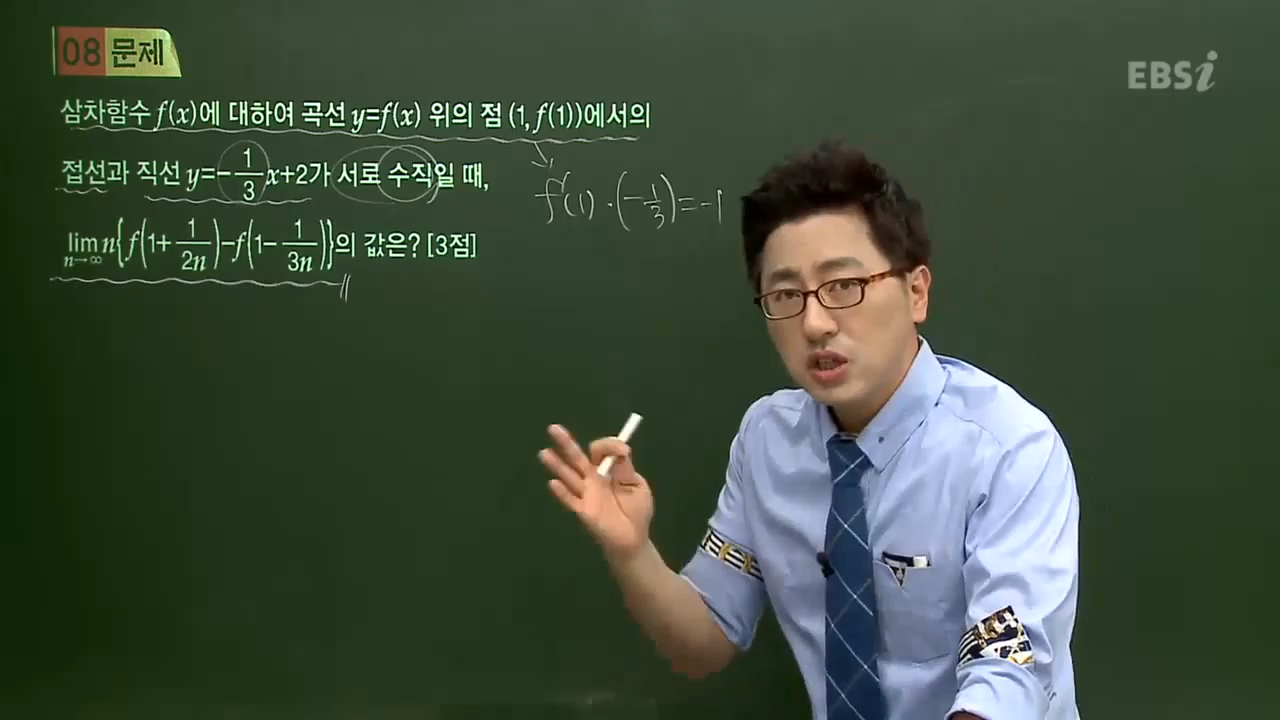 08 문제
EBSi
삼차함수 f(x)에 대하여 곡선 y=f(x) 위의 점 (1, f(1))에서의
접선과 직선 y=-1/3x+2가 서로 수직일 때,
f'(1)·(-1/3)=-1
lim n→∞ n{f(1+1/2n)-f(1-1/3n)}의 값은? [3점]